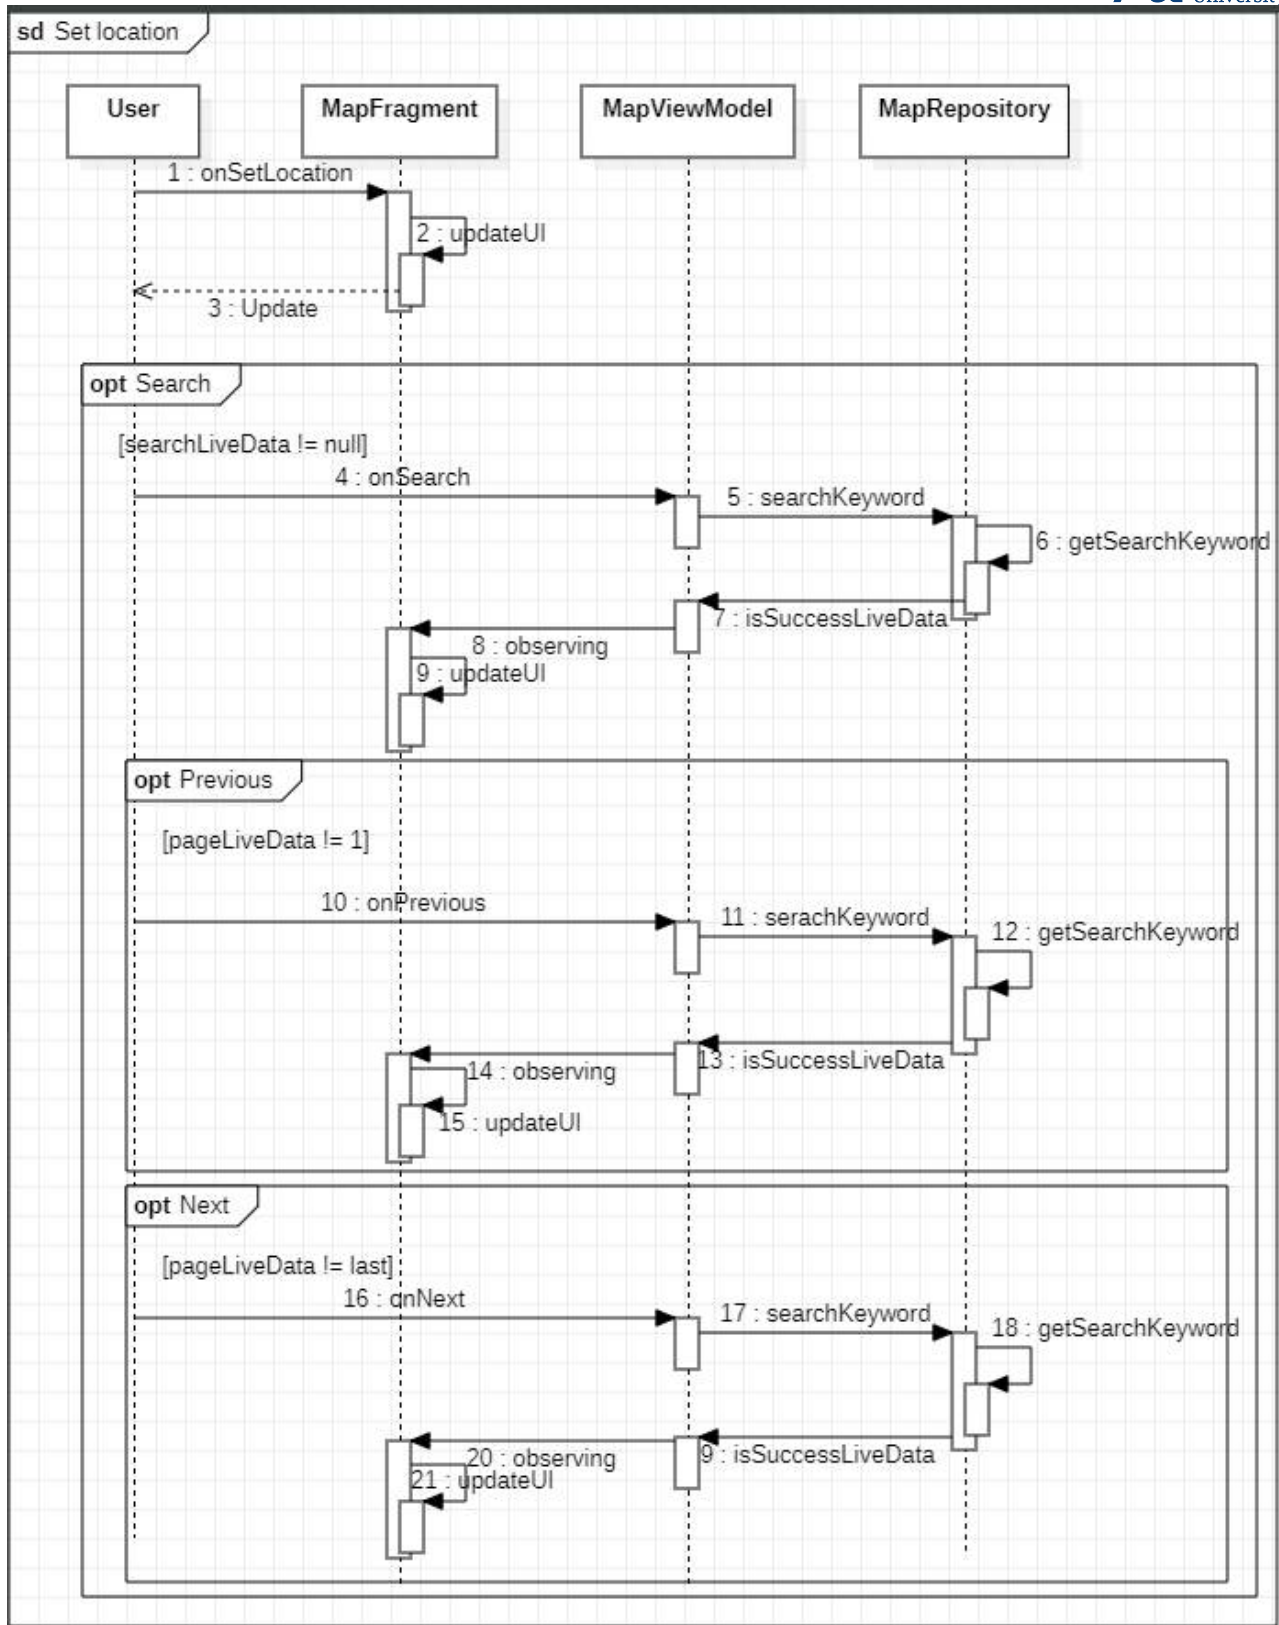 sd Set location
User
MapFragment
MapViewModel
MapRepository
1 : onSetLocation
2 : updateUI
3 : Update
opt Search
[searchLiveData != null]
4 : onSearch
5 : searchKeyword
6 : getSearchKeyword
7 : isSuccessLiveData
8 : observing
9 : updateUI
opt Previous
[pageLiveData != 1]
10 : onPrevious
11 : serachKeyword
12 : getSearchKeyword
13 : isSuccessLiveData
14 : observing
15 : updateUI
opt Next
[pageLiveData != last]
16 : onNext
17 : searchKeyword
18 : getSearchKeyword
9 : isSuccessLiveData
20 : observing
21 : updateUI